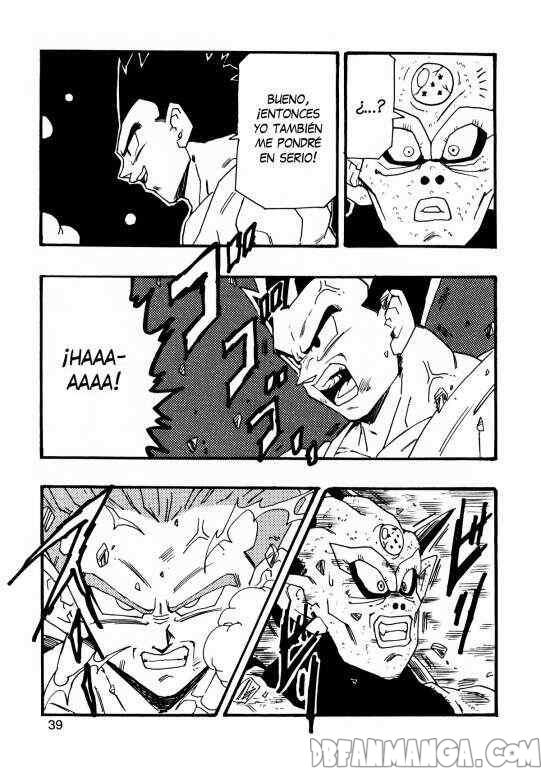 BUENO,
¡ENTONCES
YO TAMBIÉN
ME PONDRÉ
EN SERIO!
¿...?
¡HAAA-
AAAA!
39
DBFANMANGA.COM